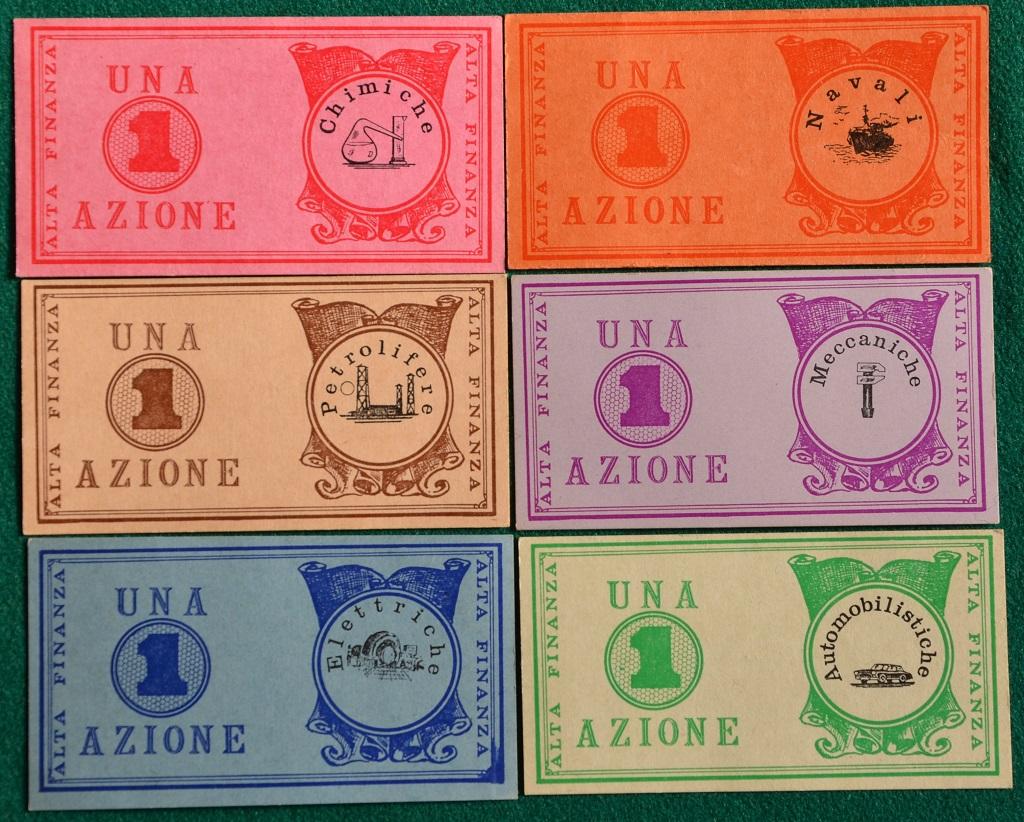 ALTA FINANZA
UNA
1
AZIONE
Chimiche
ALTA FINANZA
ALTA FINANZA
UNA
1
AZIONE
Navali
ALTA FINANZA
ALTA FINANZA
UNA
1
AZIONE
Petrolifere
ALTA FINANZA
ALTA FINANZA
UNA
1
AZIONE
Meccaniche
ALTA FINANZA
ALTA FINANZA
UNA
1
AZIONE
Elettriche
ALTA FINANZA
ALTA FINANZA
UNA
1
AZIONE
Automobilistiche
ALTA FINANZA